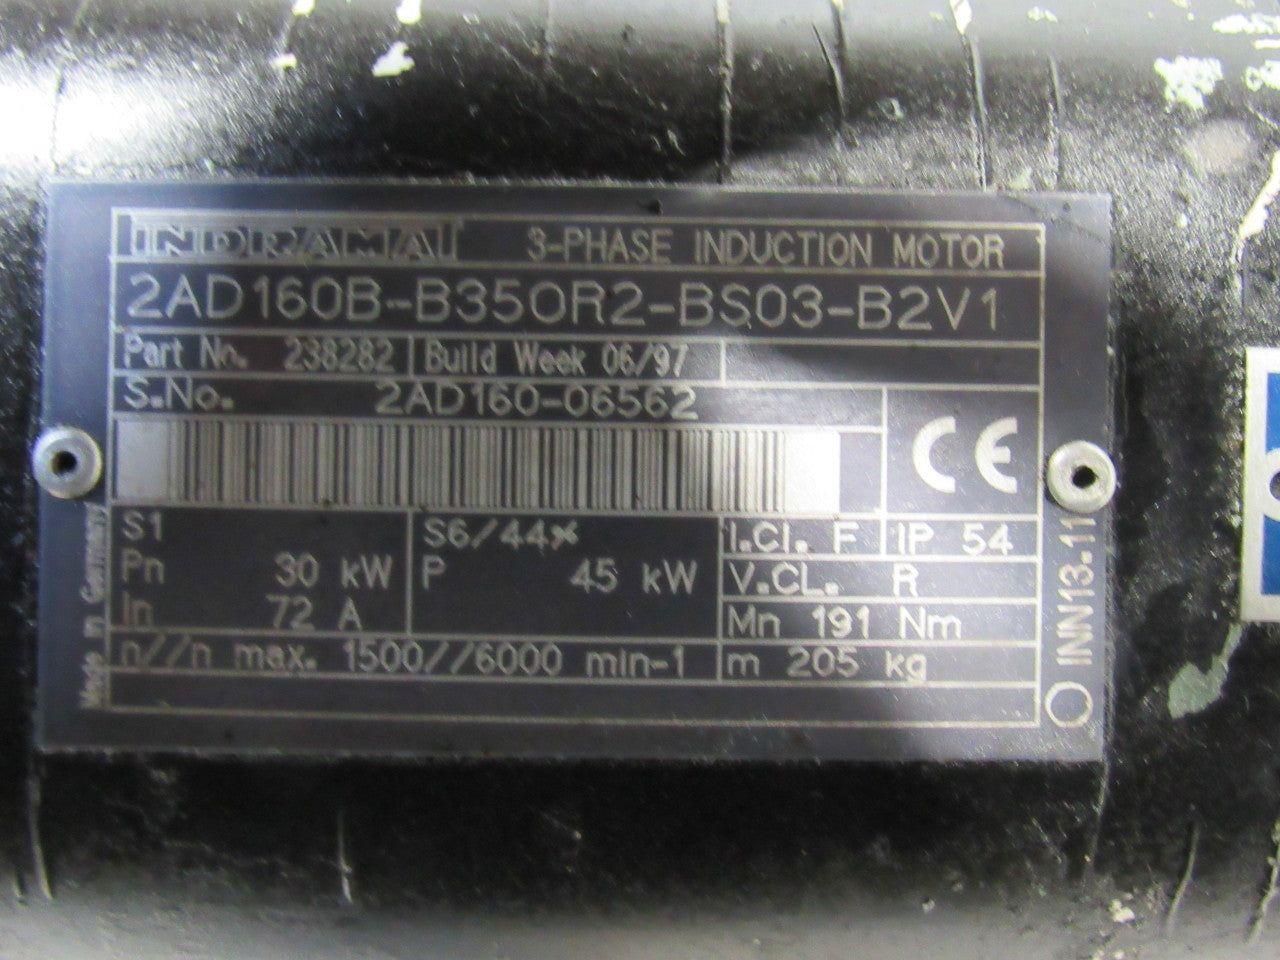 INDRAMAT 3-PHASE INDUCTION MOTOR
2AD160B-B35OR2-BS03-B2V1
Part No. 238282 Build Week 06/97
S.No. 2AD160-06562
CE
S1 S6/44% I.Cl. F IP 54
Pn 30 kW P 45 kW V.CL. R
In 72 A Mn 191 Nm
n//n max. 1500//6000 min-1 m 205 kg
Made in Germany
INN13.11